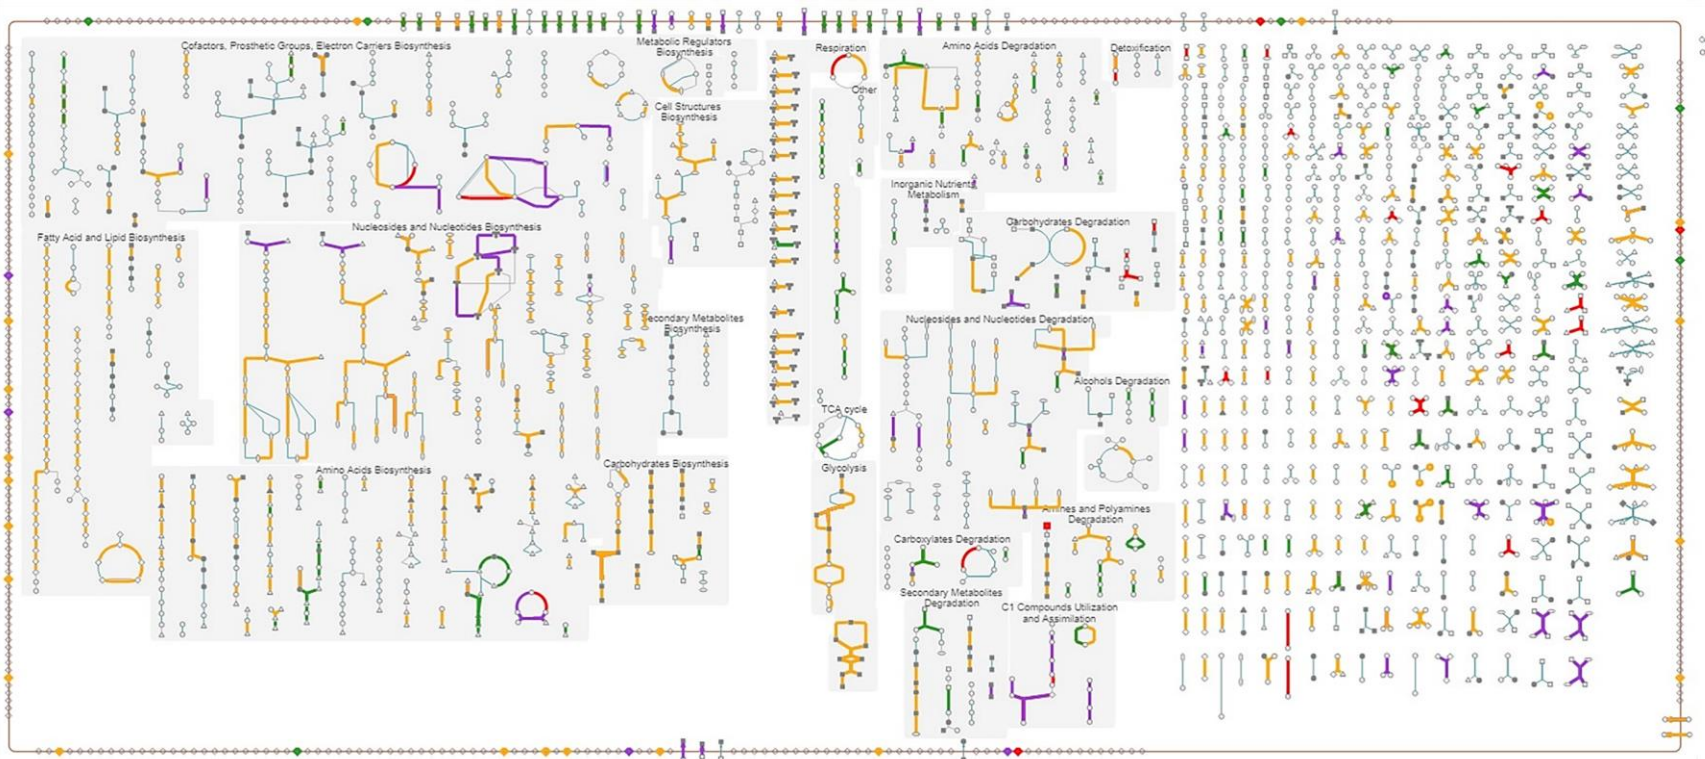 Cofactors, Prosthetic Groups, Electron Carriers Biosynthesis
Metabolic Regulators
Biosynthesis
Cell Structures
Biosynthesis
Respiration
Other
Amino Acids Degradation
Detoxification
Inorganic Nutrients
Metabolism
Carbohydrates Degradation
Fatty Acid and Lipid Biosynthesis
Nucleosides and Nucleotides Biosynthesis
Secondary Metabolites
Biosynthesis
Nucleosides and Nucleotides Degradation
Alcohols Degradation
TCA cycle
Amino Acids Biosynthesis
Carbohydrates Biosynthesis
Glycolysis
Amines and Polyamines
Degradation
Carboxylates Degradation
Secondary Metabolites
Degradation
C1 Compounds Utilization
and Assimilation